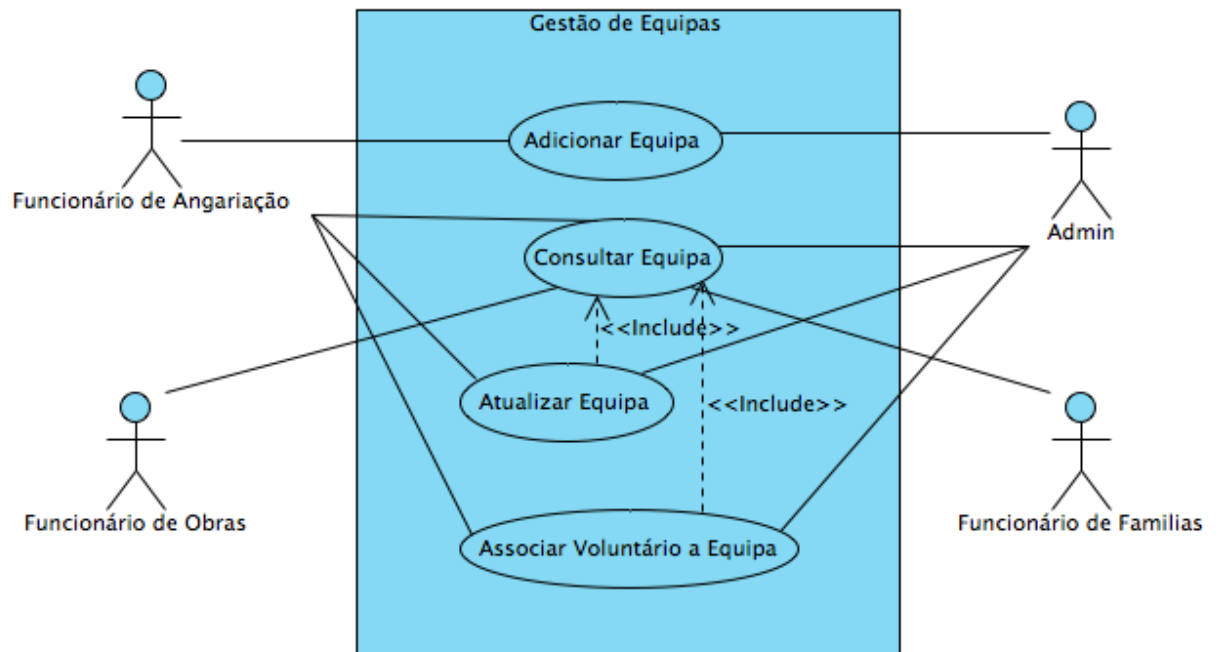 Gestão de Equipas
Adicionar Equipa
Funcionário de Angariação
Admin
Consultar Equipa
<<Include>>
Atualizar Equipa
<<Include>>
Funcionário de Obras
Funcionário de Familias
Associar Voluntário a Equipa